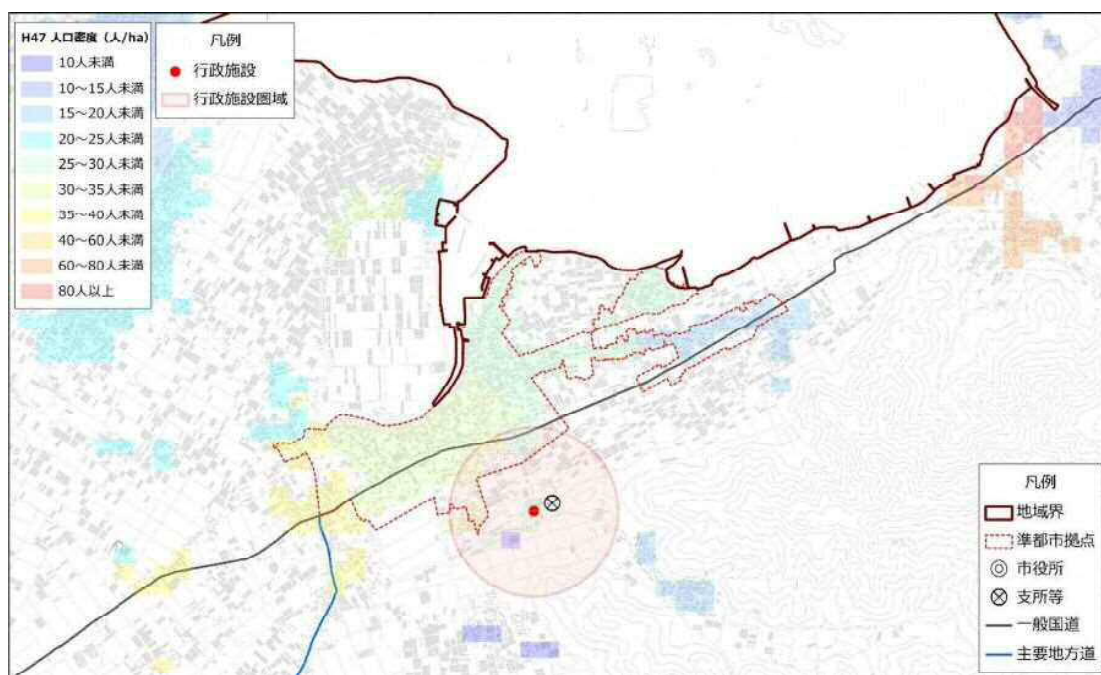 H47 人口密度（人/ha）
10人未満
10～15人未満
15～20人未満
20～25人未満
25～30人未満
30～35人未満
35～40人未満
40～60人未満
60～80人未満
80人以上
凡例
行政施設
行政施設圏域
凡例
地域界
準都市拠点
市役所
支所等
一般国道
主要地方道